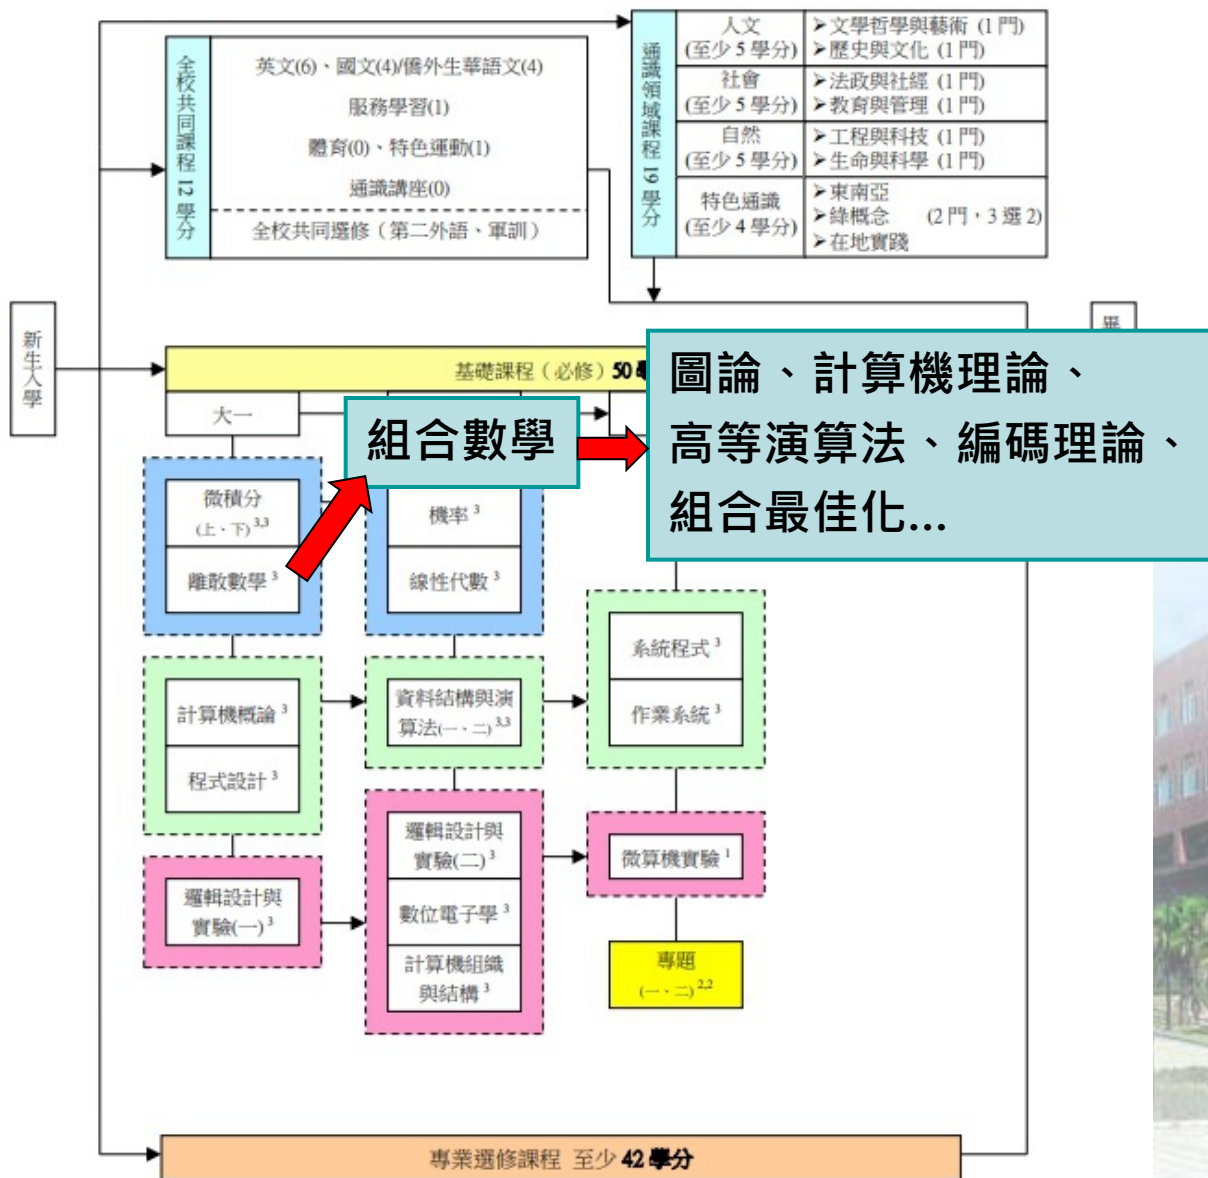 全校共同課程 12 學分
英文(6)、國文(4)/僑外生華語文(4)
服務學習(1)
體育(0)、特色運動(1)
通識講座(0)
全校共同選修（第二外語、軍訓）
通識領域課程 19 學分
人文
(至少 5 學分)
➢文學哲學與藝術 (1 門)
➢歷史與文化 (1 門)
社會
(至少 5 學分)
➢法政與社經 (1 門)
➢教育與管理 (1 門)
自然
(至少 5 學分)
➢工程與科技 (1 門)
➢生命與科學 (1 門)
特色通識
(至少 4 學分)
➢東南亞
➢綠概念 (2 門，3 選 2)
➢在地實踐
新生入學
基礎課程（必修）50
大一
組合數學
圖論、計算機理論、
高等演算法、編碼理論、
組合最佳化...
微積分
(上、下) 3,3
離散數學 3
機率 3
線性代數 3
計算機概論 3
程式設計 3
資料結構與演
算法(一、二) 3,3
系統程式 3
作業系統 3
邏輯設計與
實驗(一) 3
邏輯設計與
實驗(二) 3
數位電子學 3
計算機組織
與結構 3
微算機實驗 1
專題
(一、二) 2,2
專業選修課程 至少 42 學分